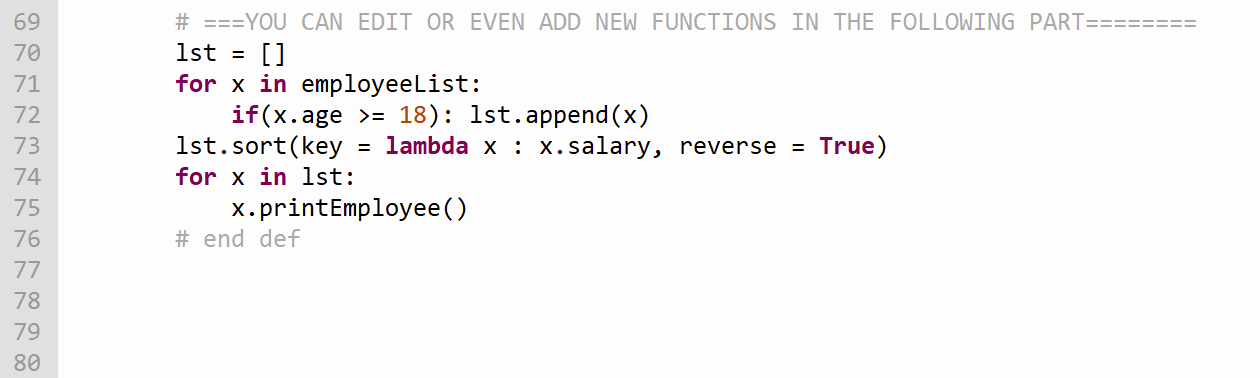 69 # ===YOU CAN EDIT OR EVEN ADD NEW FUNCTIONS IN THE FOLLOWING PART========
70 lst = []
71 for x in employeeList:
72 if(x.age >= 18): lst.append(x)
73 lst.sort(key = lambda x : x.salary, reverse = True)
74 for x in lst:
75 x.printEmployee()
76 # end def
77
78
79
80